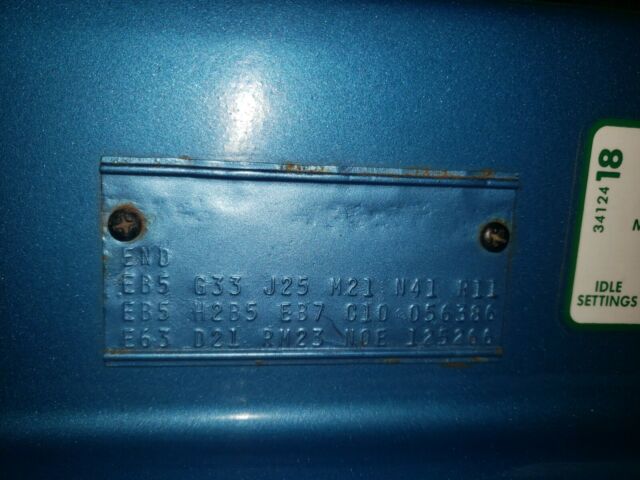 END
EB5 G33 J25 M21 N41 R11
EB5 H2B5 EB7 C10 056386
E63 D21 RM23 N0E 125266
34124 18
IDLE
SETTINGS